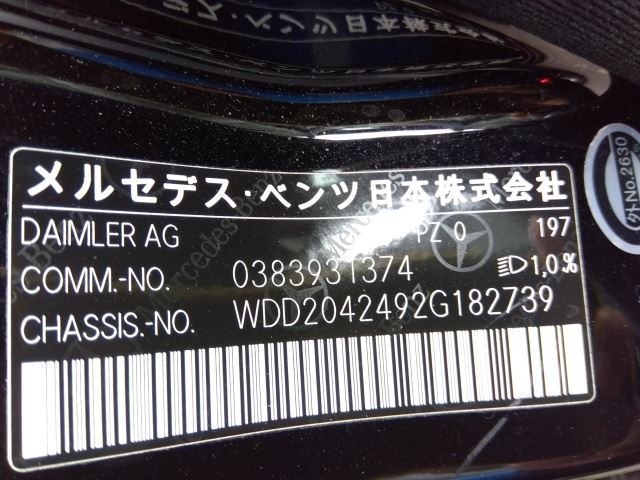 メルセデス・ベンツ日本株式会社
DAIMLER AG PZ 0 197
COMM.-NO. 0383931374 1,0%
CHASSIS.-NO. WDD2042492G182739
No.2630